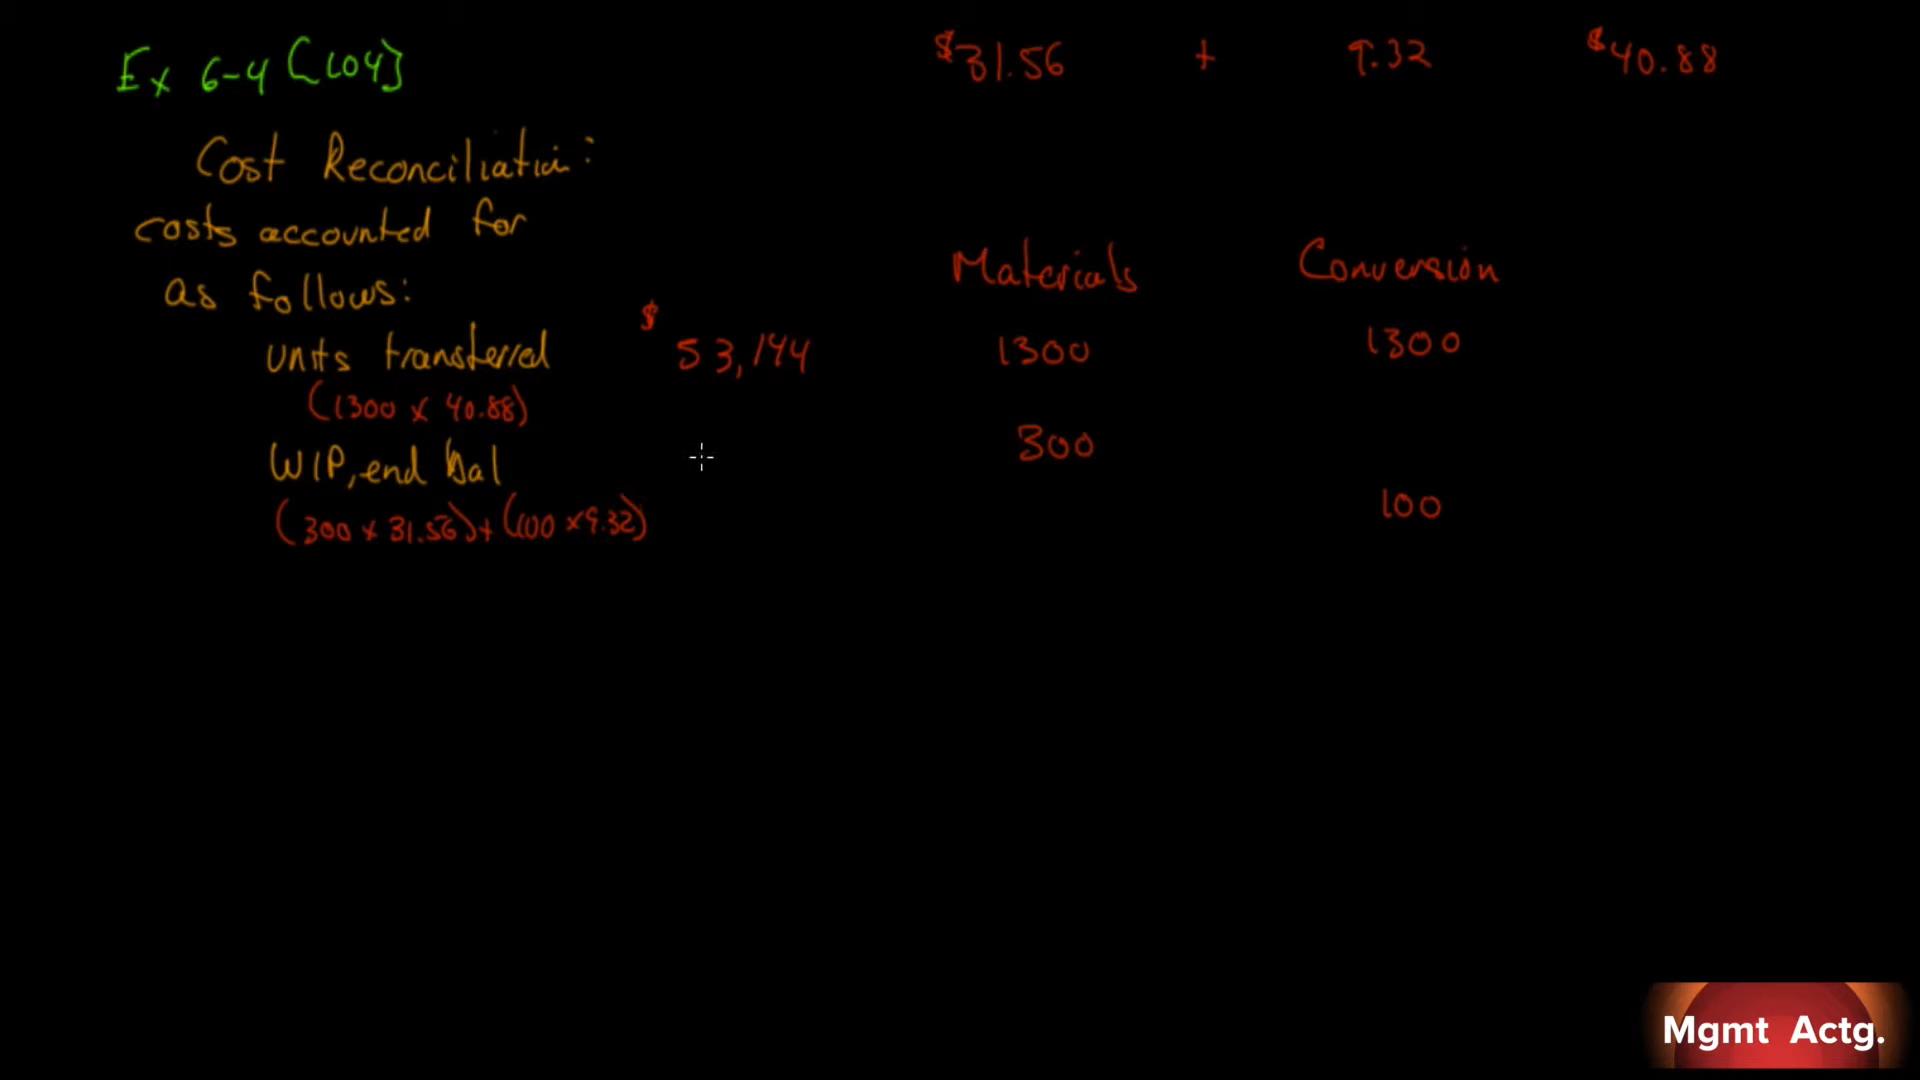 Ex 6-4 (LO4]
$31.56 + 9.32 $40.88
Cost Reconciliation:
costs accounted for
as follows:
Materials Conversion
units transferred $53,144 1300 1300
(1300 x 40.88)
WIP, end bal 300
(300 x 31.56) + (100 x 9.32) 100
Mgmt Actg.